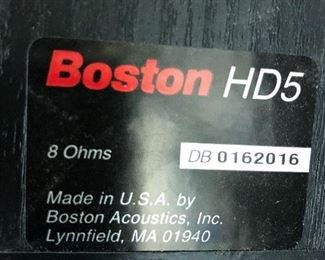 Boston HD5
8 Ohms DB 0162016
Made in U.S.A. by
Boston Acoustics, Inc.
Lynnfield, MA 01940